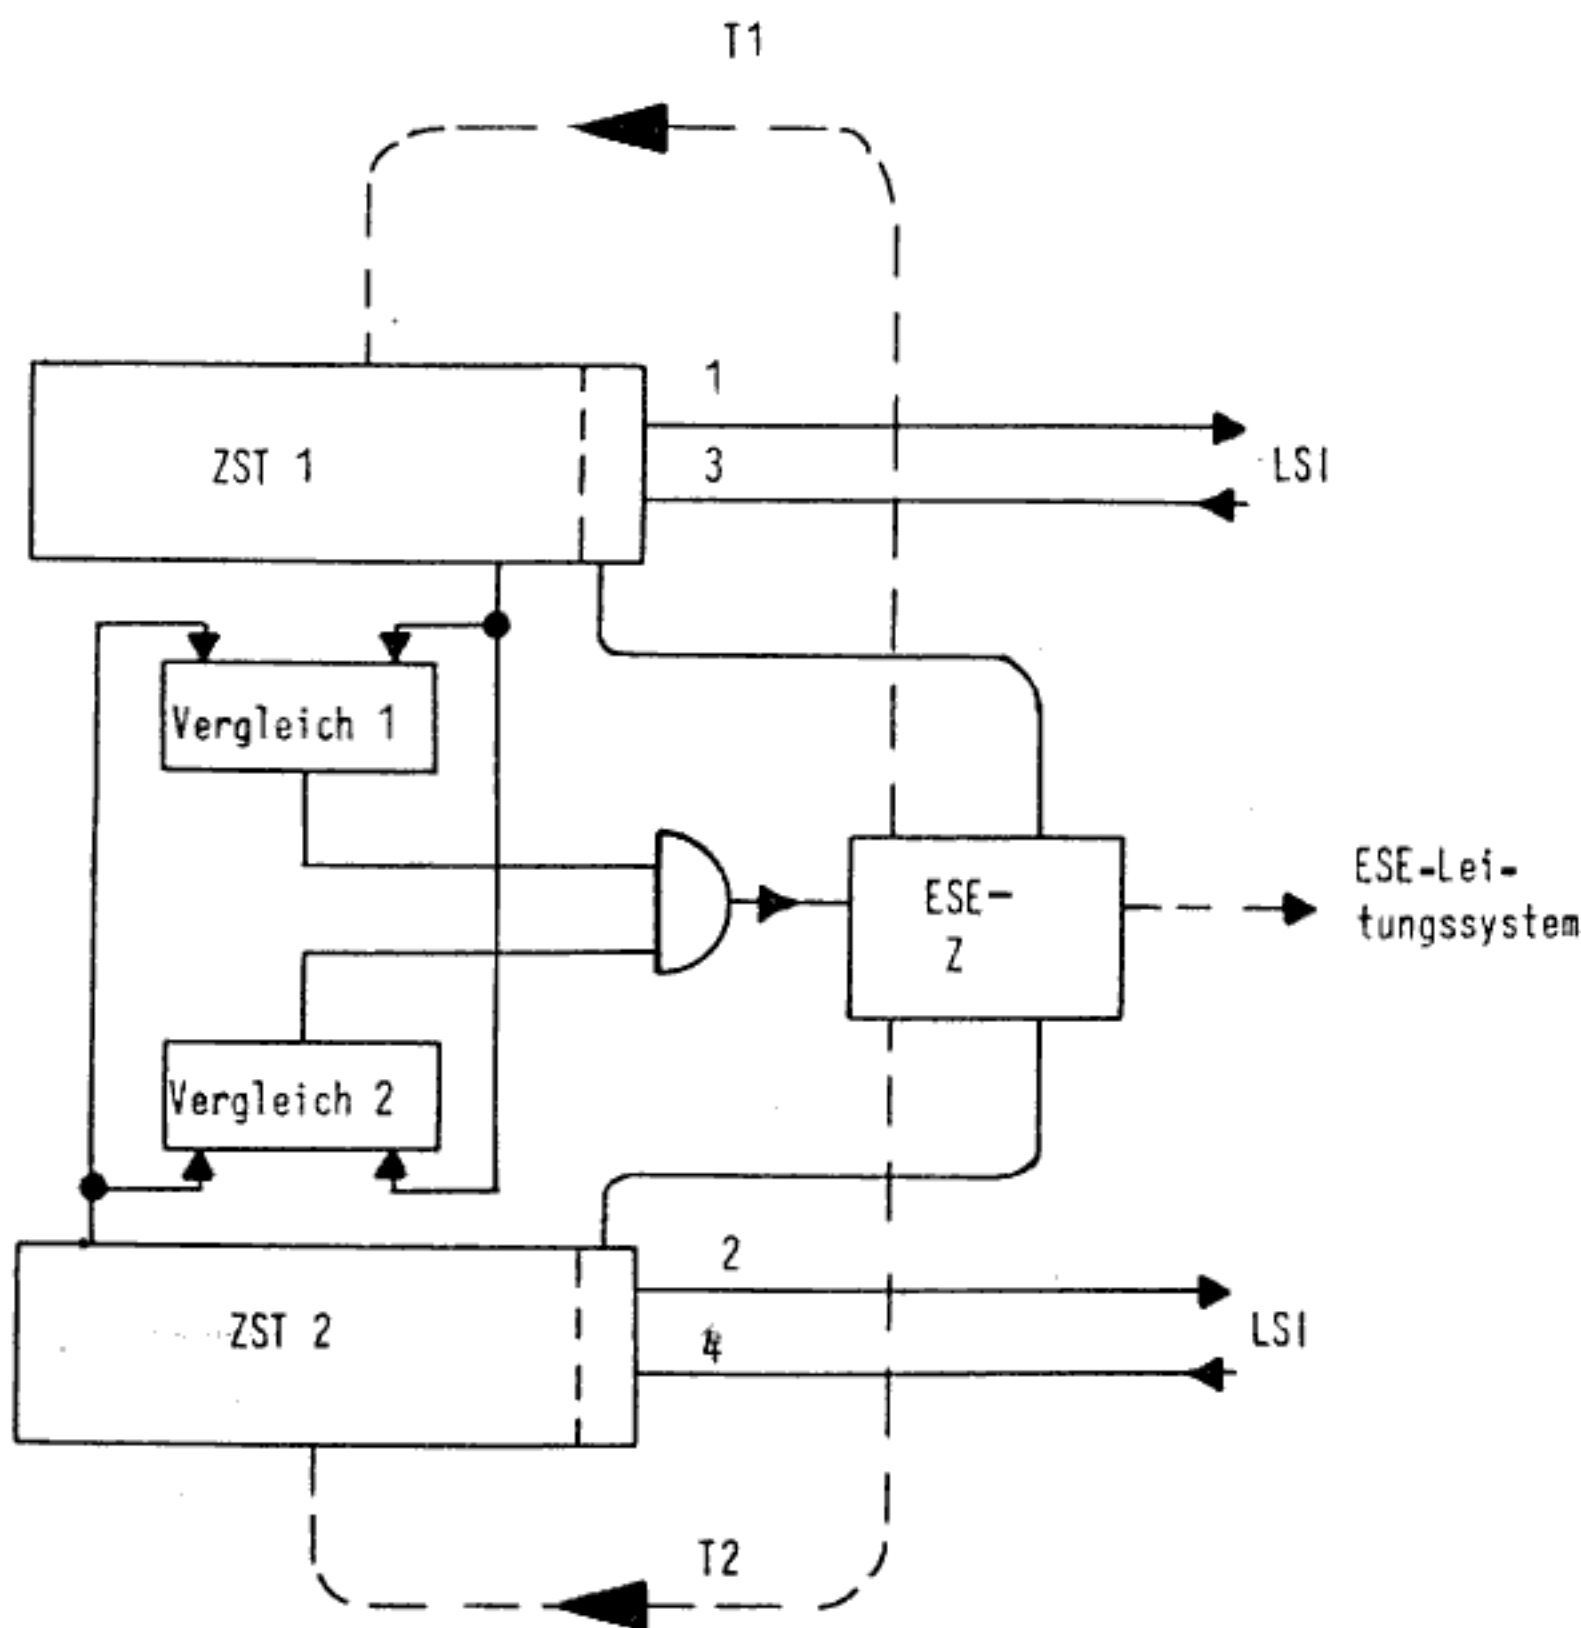 T1
1
ZST 1
3
LSI
Vergleich 1
ESE-
Z
ESE-Lei-
tungssystem
Vergleich 2
2
ZST 2
4
LSI
T2